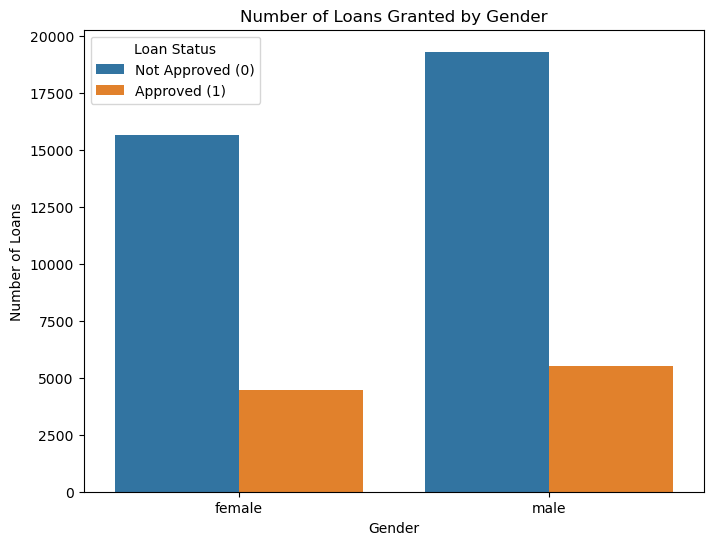 Number of Loans Granted by Gender
Loan Status
Not Approved (0)
Approved (1)
Number of Loans
20000
17500
15000
12500
10000
7500
5000
2500
0
female
male
Gender